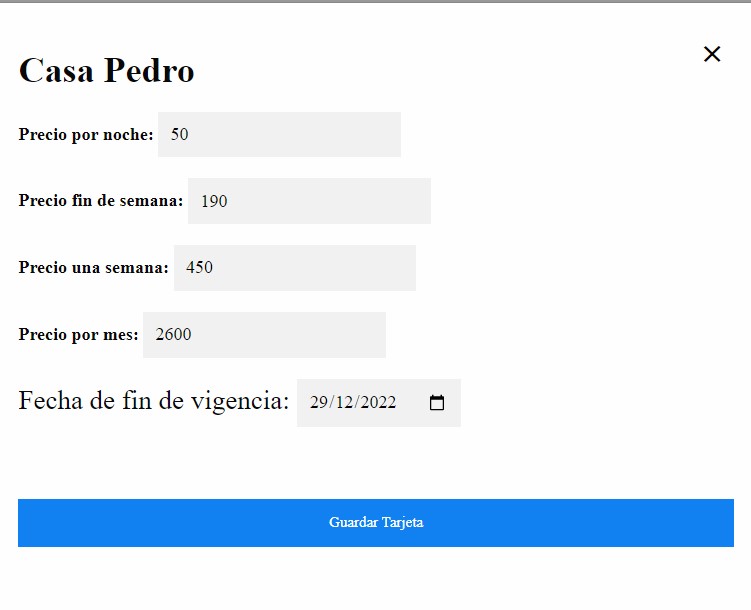 Casa Pedro
Precio por noche: 50
Precio fin de semana: 190
Precio una semana: 450
Precio por mes: 2600
Fecha de fin de vigencia: 29/12/2022
Guardar Tarjeta